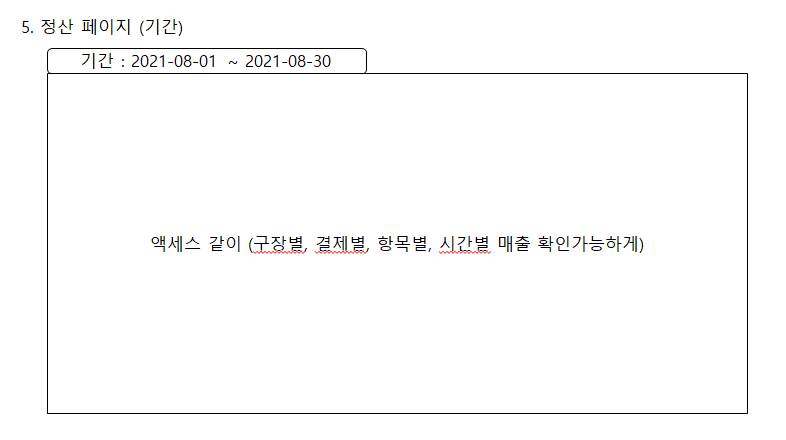 5. 정산 페이지 (기간)
기간 : 2021-08-01 ~ 2021-08-30
액세스 같이 (구장별, 결제별, 항목별, 시간별 매출 확인가능하게)